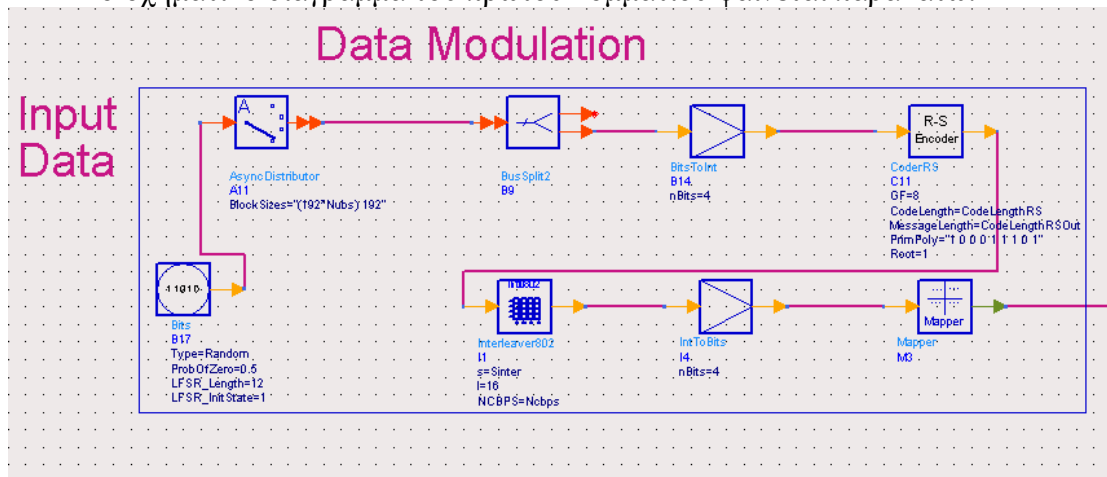 Data Modulation
Input
Data
A
AsyncDistributor
A11
BlockSizes="(192*Nubs) 192"
BusSplit2
B9
BitsToInt
B14
nBits=4
R-S
Encoder
CoderRS
C11
GF=8
CodeLength=CodeLengthRS
MessageLength=CodeLengthRSOut
PrimPoly="1 0 0 0 1 1 1 0 1"
Root=1
11010
Bits
B17
Type=Random
ProbOfZero=0.5
LFSR_Length=12
LFSR_InitState=1
Interleaver802
I1
s=Sinter
I=16
NCBPS=Ncbps
IntToBits
I4
nBits=4
Mapper
Mapper
M3